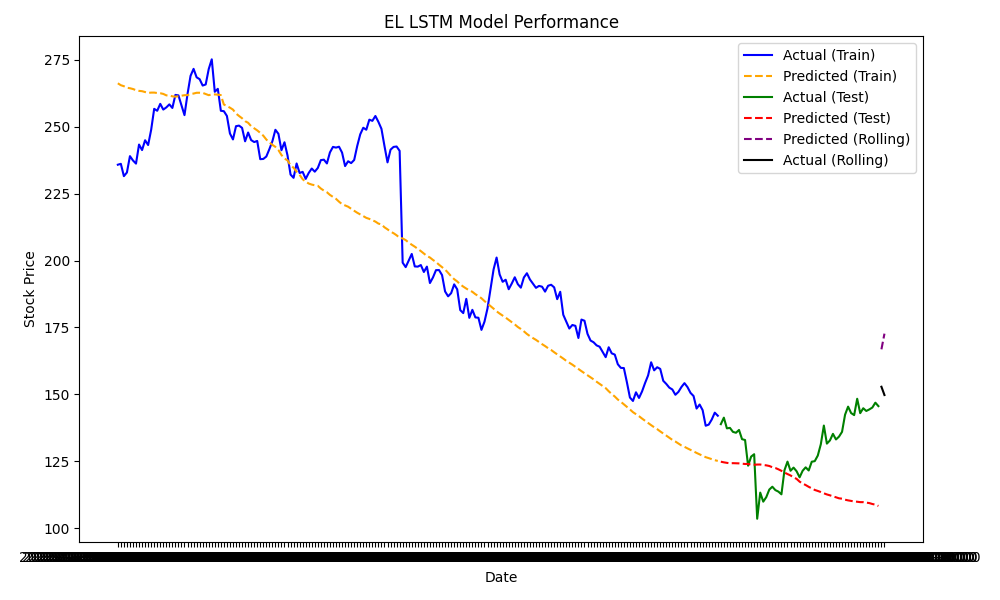 EL LSTM Model Performance
275
250
225
200
175
150
125
100
Stock Price
Date
Actual (Train)
Predicted (Train)
Actual (Test)
Predicted (Test)
Predicted (Rolling)
Actual (Rolling)